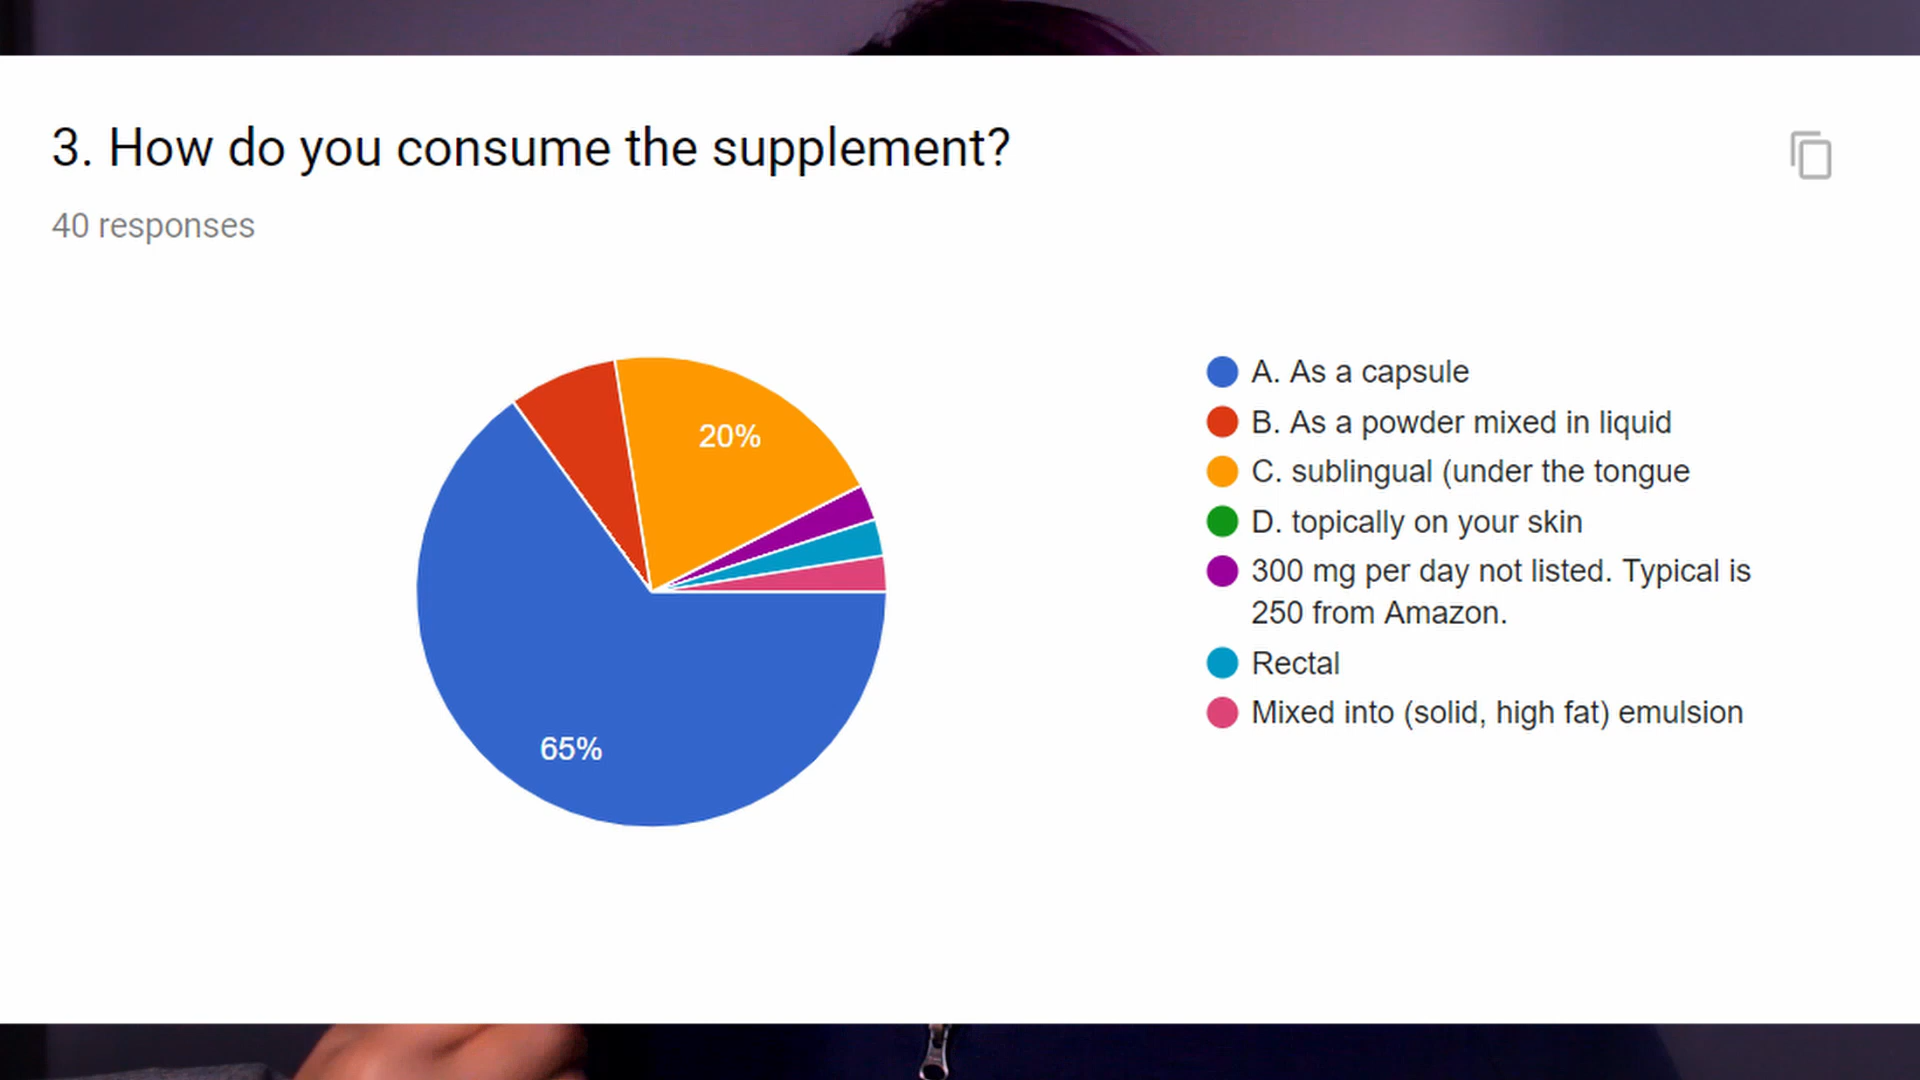 3. How do you consume the supplement?
40 responses
20%
65%
A. As a capsule
B. As a powder mixed in liquid
C. sublingual (under the tongue
D. topically on your skin
300 mg per day not listed. Typical is
250 from Amazon.
Rectal
Mixed into (solid, high fat) emulsion